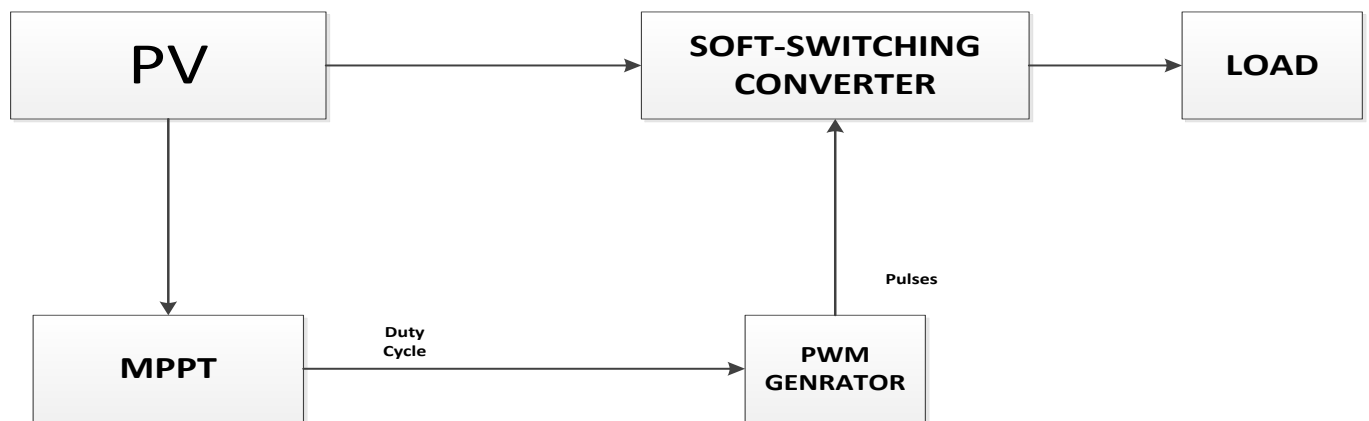 PV
SOFT-SWITCHING
CONVERTER
LOAD
Pulses
MPPT
Duty
Cycle
PWM
GENRATOR